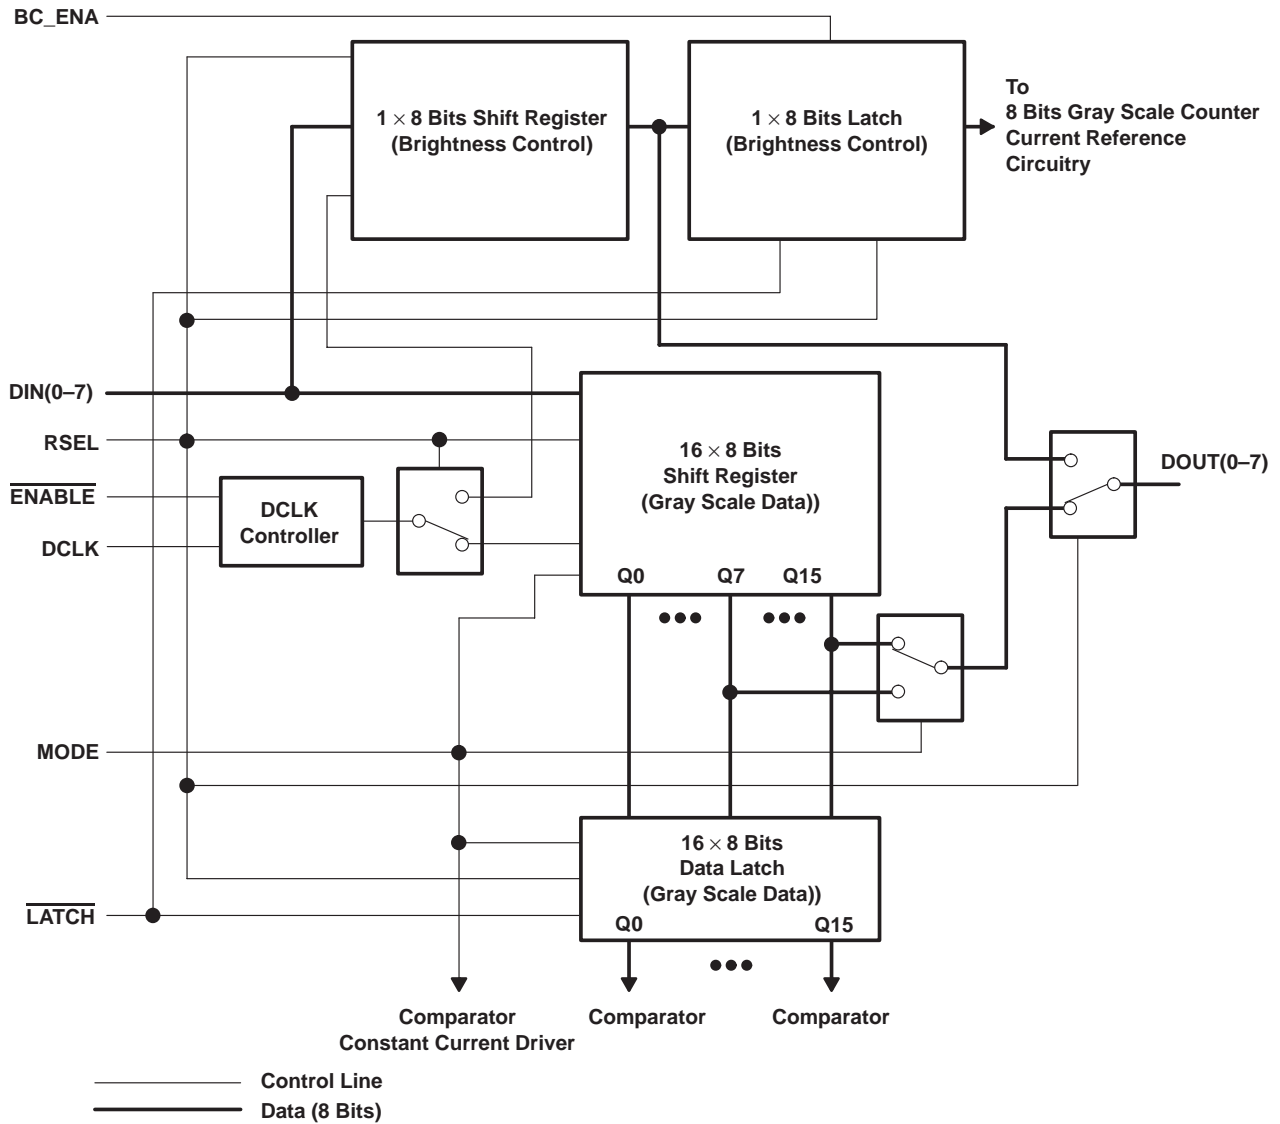 BC_ENA
1 × 8 Bits Shift Register
(Brightness Control)
1 × 8 Bits Latch
(Brightness Control)
To
8 Bits Gray Scale Counter
Current Reference
Circuitry
DIN(0–7)
RSEL
ENABLE
DCLK
DCLK
Controller
16 × 8 Bits
Shift Register
(Gray Scale Data))
Q0
Q7
Q15
DOUT(0–7)
MODE
16 × 8 Bits
Data Latch
(Gray Scale Data))
Q0
Q15
LATCH
Comparator
Constant Current Driver
Comparator
Comparator
Control Line
Data (8 Bits)